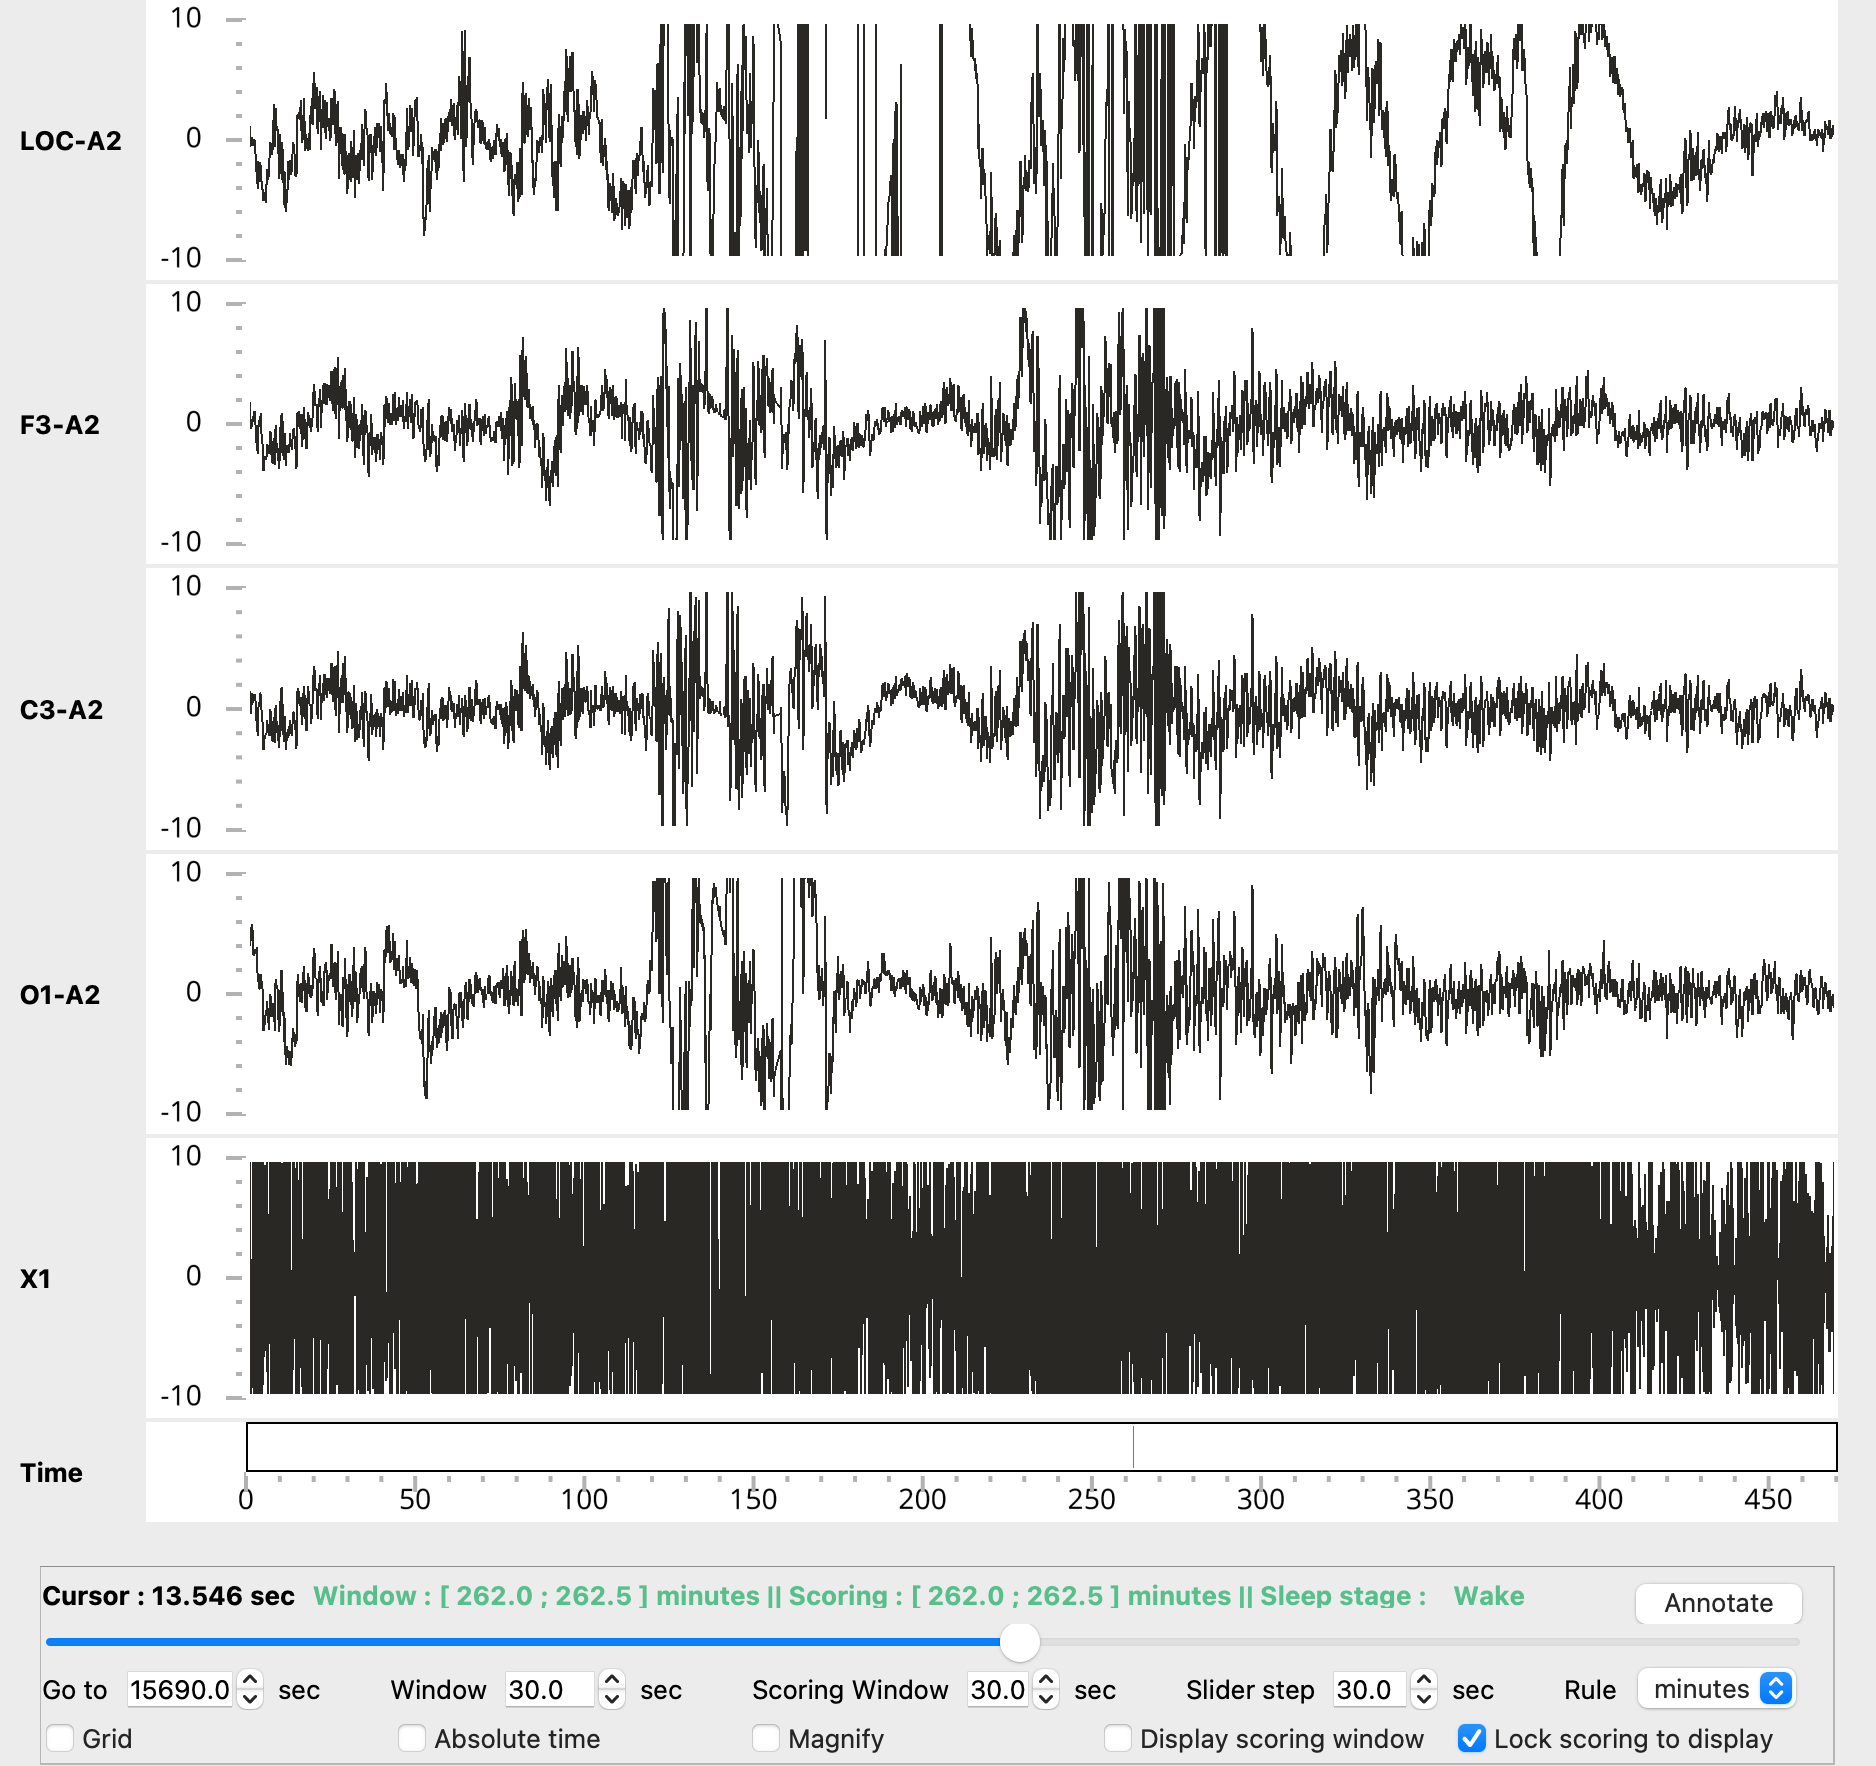 10
LOC-A2
0
-10
10
F3-A2
0
-10
10
C3-A2
0
-10
10
O1-A2
0
-10
10
X1
0
-10
Time
0 50 100 150 200 250 300 350 400 450
Cursor : 13.546 sec Window : [ 262.0 ; 262.5 ] minutes || Scoring : [ 262.0 ; 262.5 ] minutes || Sleep stage : Wake Annotate
Go to 15690.0 sec Window 30.0 sec Scoring Window 30.0 sec Slider step 30.0 sec Rule minutes
Grid Absolute time Magnify Display scoring window Lock scoring to display